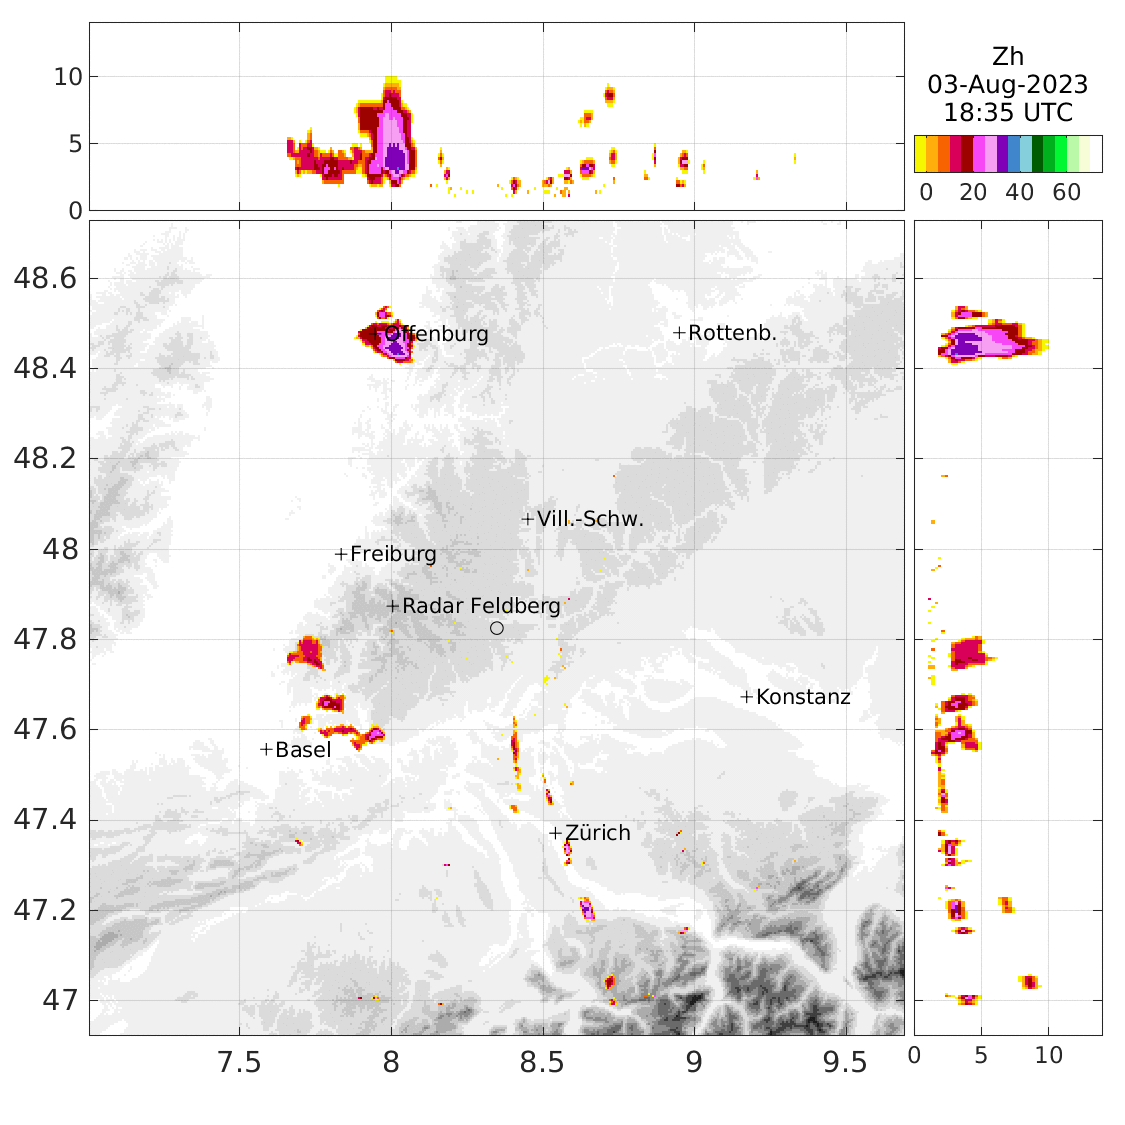 10
5
0
Zh
03-Aug-2023
18:35 UTC
0 20 40 60
48.6
48.4
48.2
48
47.8
47.6
47.4
47.2
47
Offenburg
Rottenb.
Vill.-Schw.
Freiburg
Radar Feldberg
Konstanz
Basel
Zürich
7.5 8 8.5 9 9.5
0 5 10